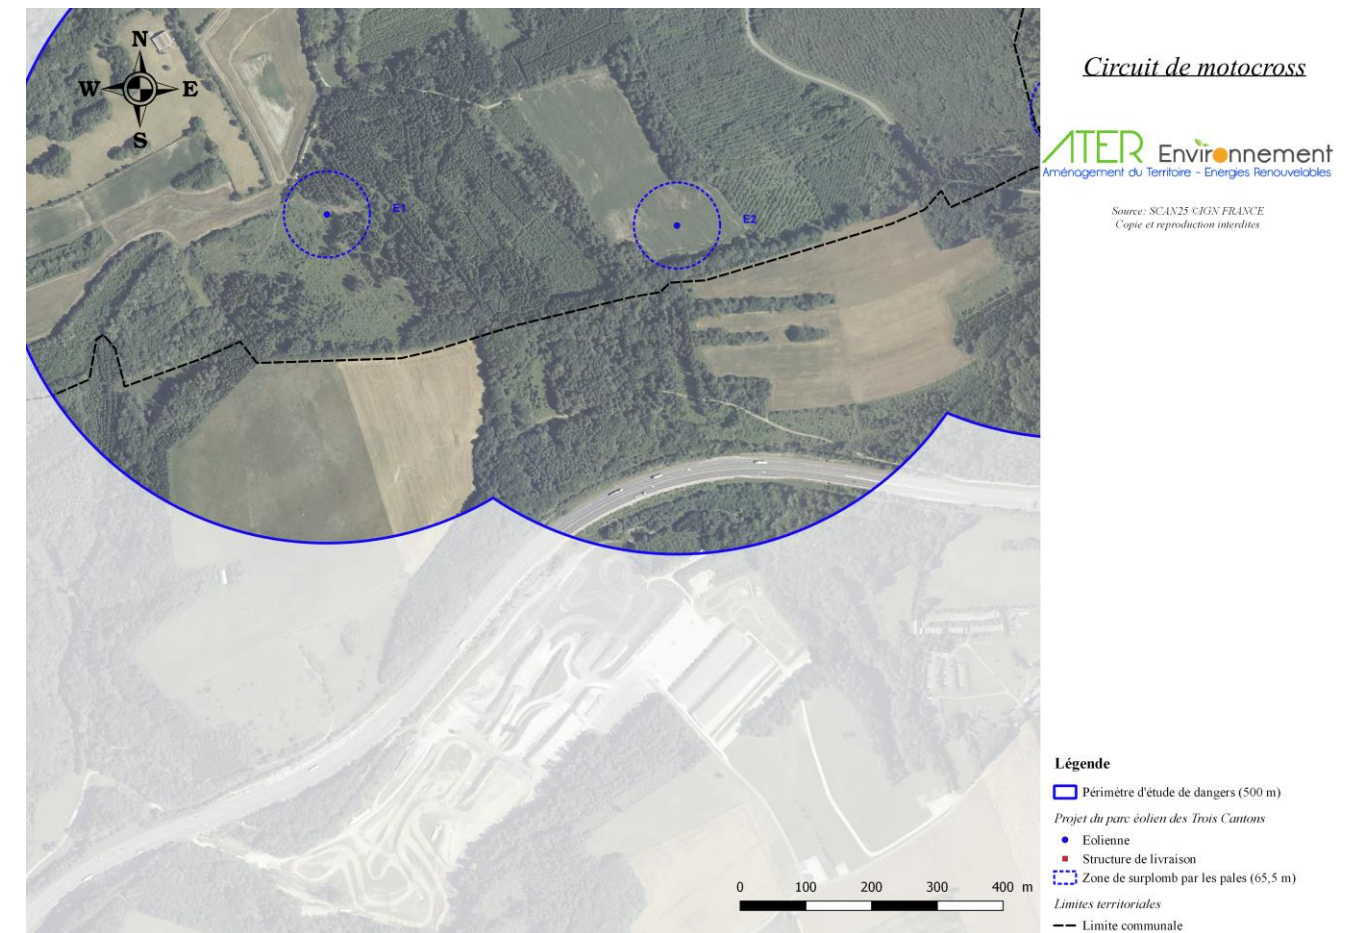 N
W E
S
Circuit de motocross
ATER Environnement
Aménagement du Territoire - Energies Renouvelables
Source: SCAN25 ©IGN FRANCE
Copie et reproduction interdites
E1
E2
Légende
Périmètre d'étude de dangers (500 m)
Projet du parc éolien des Trois Cantons
Eolienne
Structure de livraison
Zone de surplomb par les pales (65,5 m)
Limites territoriales
Limite communale
0 100 200 300 400 m